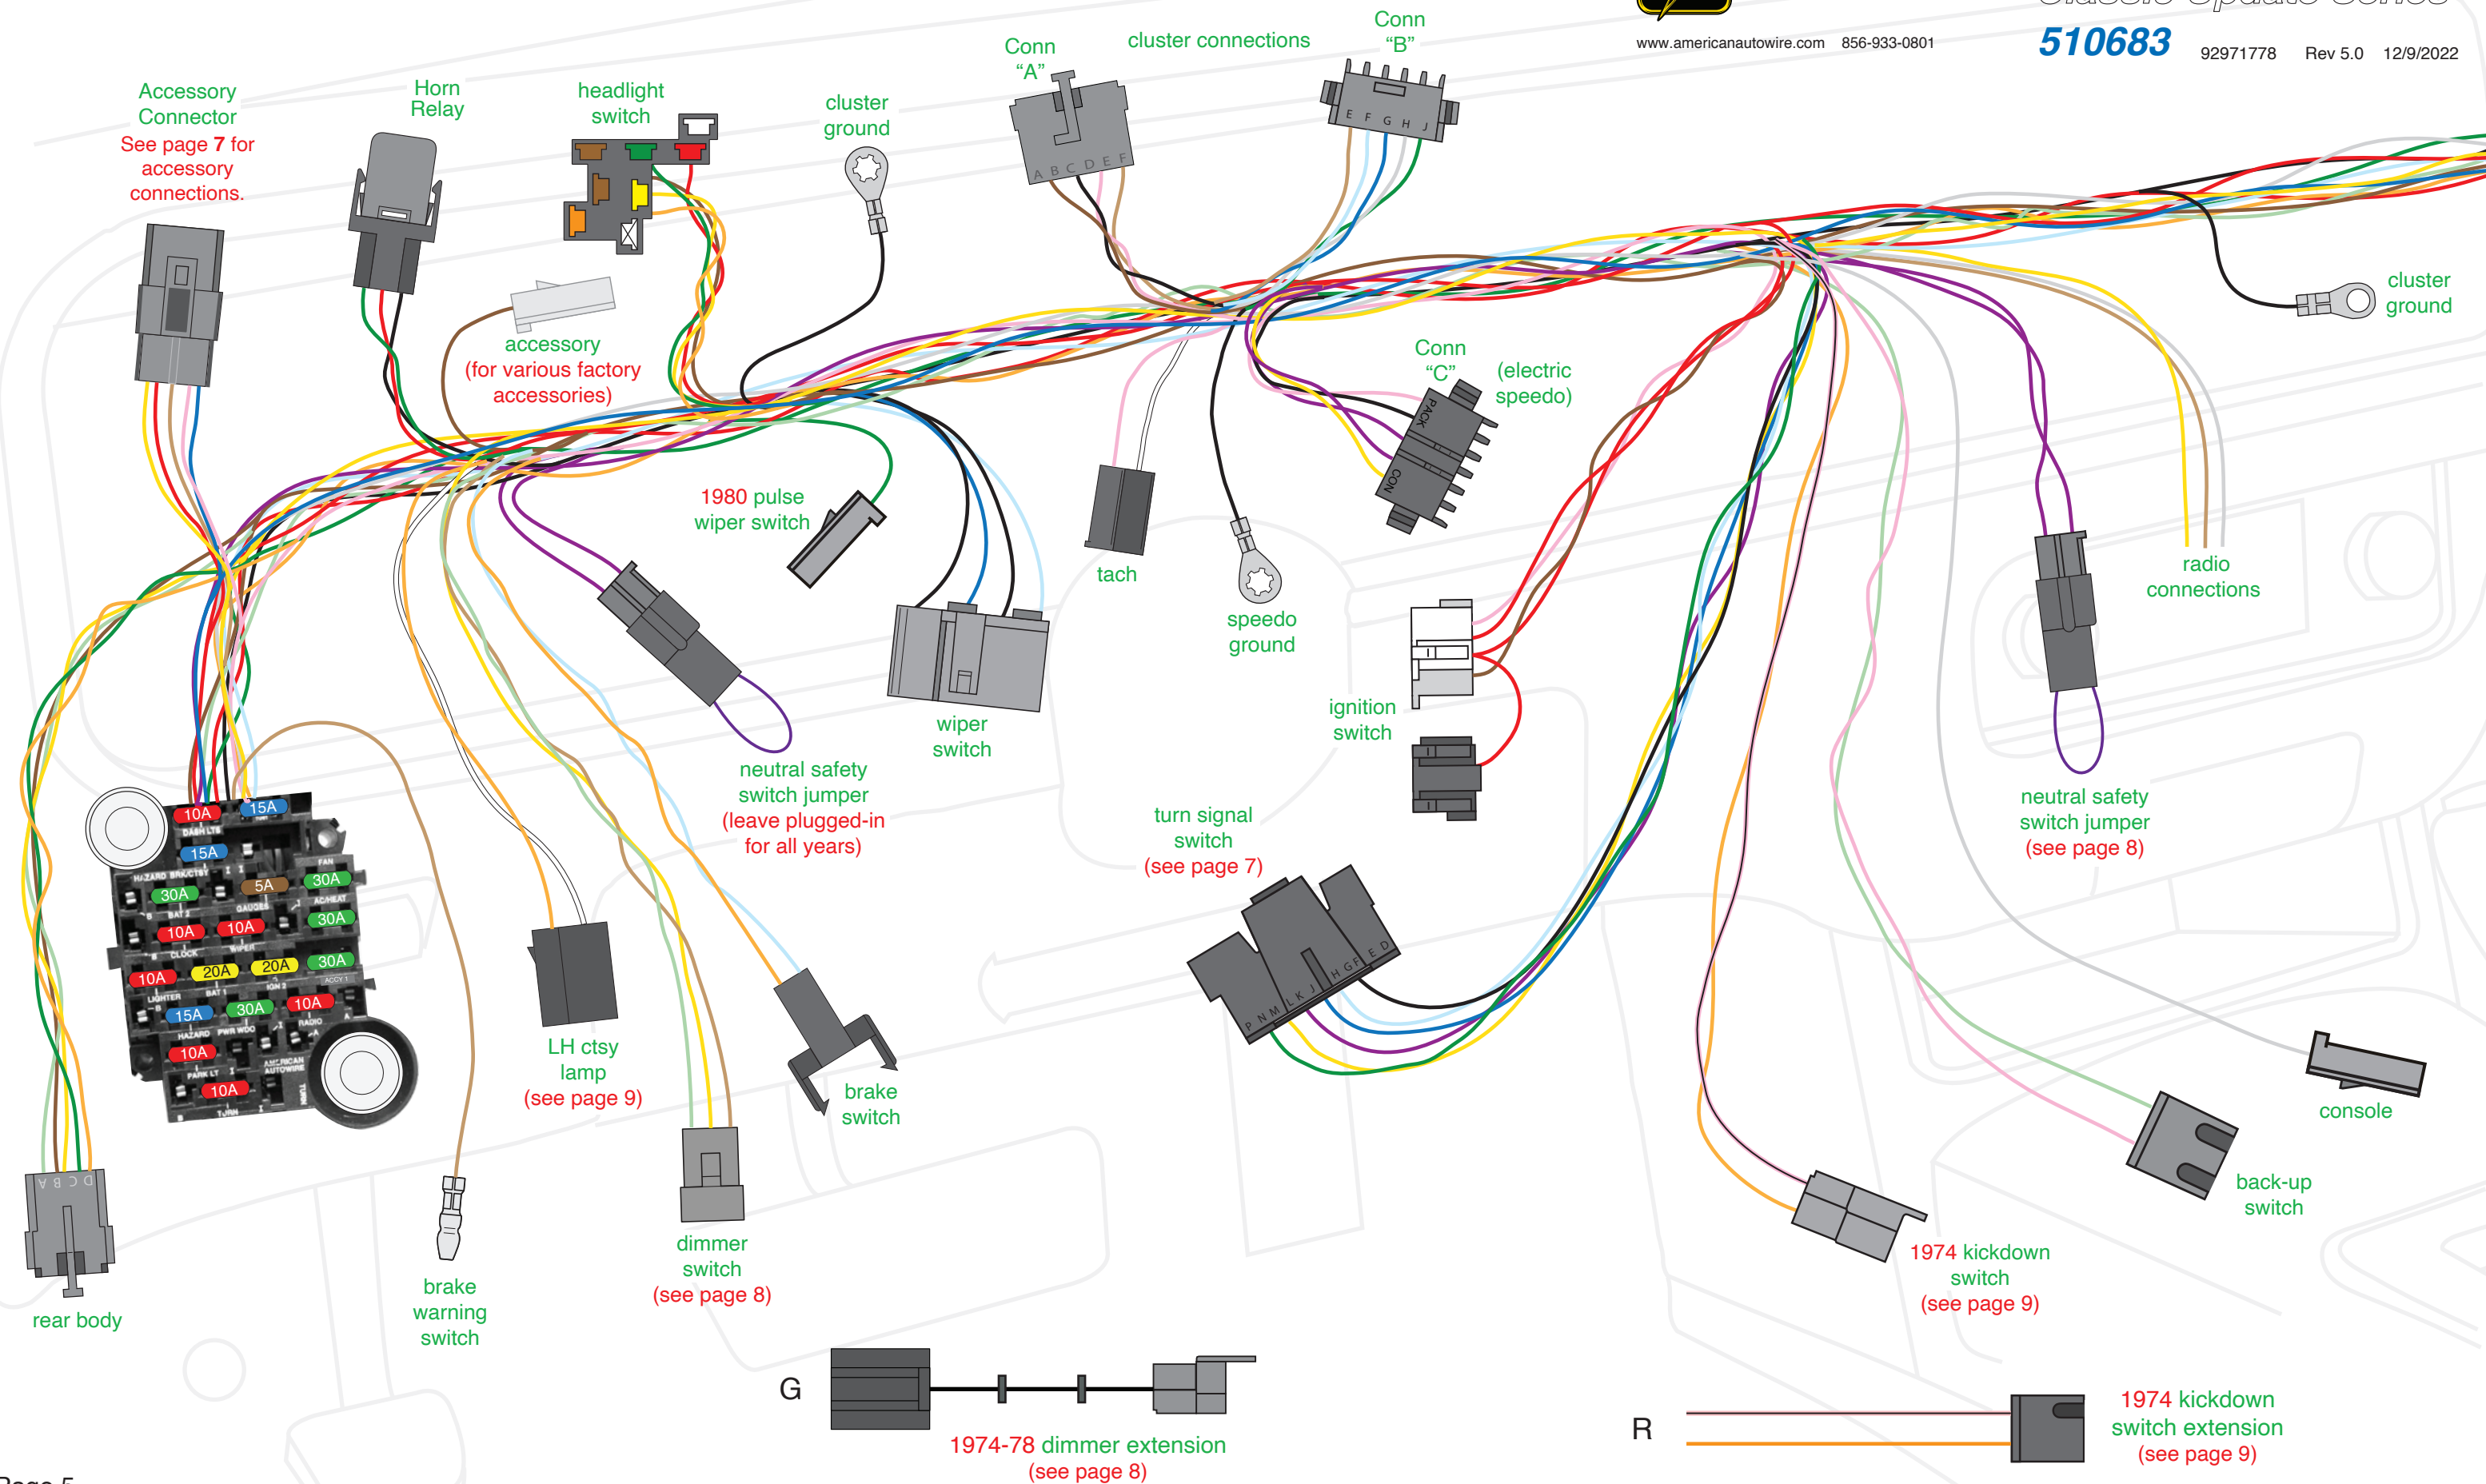 Classic Update Series
www.americanautowire.com 856-933-0801
510683 92971778 Rev 5.0 12/9/2022
Accessory
Connector
See page 7 for
accessory
connections.
Horn
Relay
headlight
switch
cluster
ground
Conn
“A”
cluster connections
Conn
“B”
A B C D E F
E F G H J
accessory
(for various factory
accessories)
1980 pulse
wiper switch
Conn
“C”
(electric
speedo)
PACK
CON
cluster
ground
tach
speedo
ground
wiper
switch
neutral safety
switch jumper
(leave plugged-in
for all years)
ignition
switch
radio
connections
neutral safety
switch jumper
(see page 8)
turn signal
switch
(see page 7)
P N M L K J H G F E D
10A
15A
DASH LTS
15A
HAZARD BRK/CTSY
FAN
30A
5A
30A
B
BAT 2
GAUGES
I
AC/HEAT
10A
10A
30A
B
CLOCK
WIPER
10A
20A
20A
30A
LIGHTER
BAT 1
IGN 2
ACCY 1
B
15A
30A
10A
HAZARD
PWR WDO
RADIO
A
10A
PARK LT
I
AMERICAN
AUTOWIRE
10A
B
TURN
I
TURN
LH ctsy
lamp
(see page 9)
brake
switch
console
back-up
switch
D C B A
rear body
brake
warning
switch
dimmer
switch
(see page 8)
1974 kickdown
switch
(see page 9)
G
1974-78 dimmer extension
(see page 8)
R
1974 kickdown
switch extension
(see page 9)
Page 5